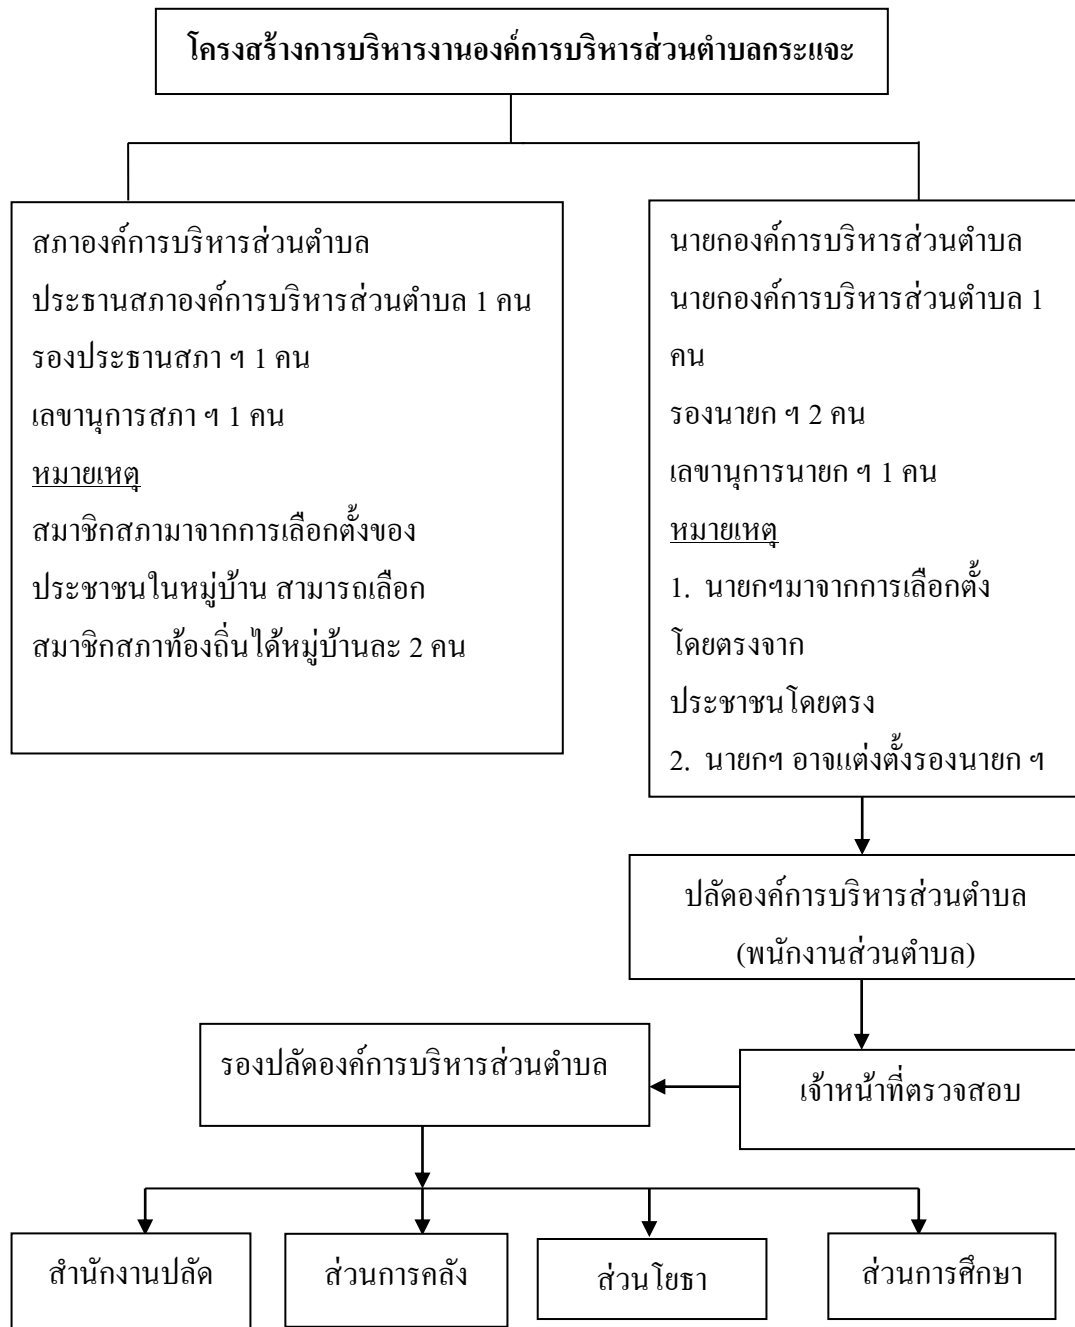 โครงสร้างการบริหารงานองค์การบริหารส่วนตำบลกระแจะ
สภาองค์การบริหารส่วนตำบล
ประธานสภาองค์การบริหารส่วนตำบล 1 คน
รองประธานสภา ฯ 1 คน
เลขานุการสภา ฯ 1 คน
หมายเหตุ
สมาชิกสภามาจากการเลือกตั้งของ
ประชาชนในหมู่บ้าน สามารถเลือก
สมาชิกสภาท้องถิ่นได้หมู่บ้านละ 2 คน
นายกองค์การบริหารส่วนตำบล
นายกองค์การบริหารส่วนตำบล 1
คน
รองนายก ฯ 2 คน
เลขานุการนายก ฯ 1 คน
หมายเหตุ
1. นายกฯมาจากการเลือกตั้ง
โดยตรงจาก
ประชาชนโดยตรง
2. นายกฯ อาจแต่งตั้งรองนายก ฯ
ปลัดองค์การบริหารส่วนตำบล
(พนักงานส่วนตำบล)
รองปลัดองค์การบริหารส่วนตำบล
เจ้าหน้าที่ตรวจสอบ
สำนักงานปลัด
ส่วนการคลัง
ส่วนโยธา
ส่วนการศึกษา